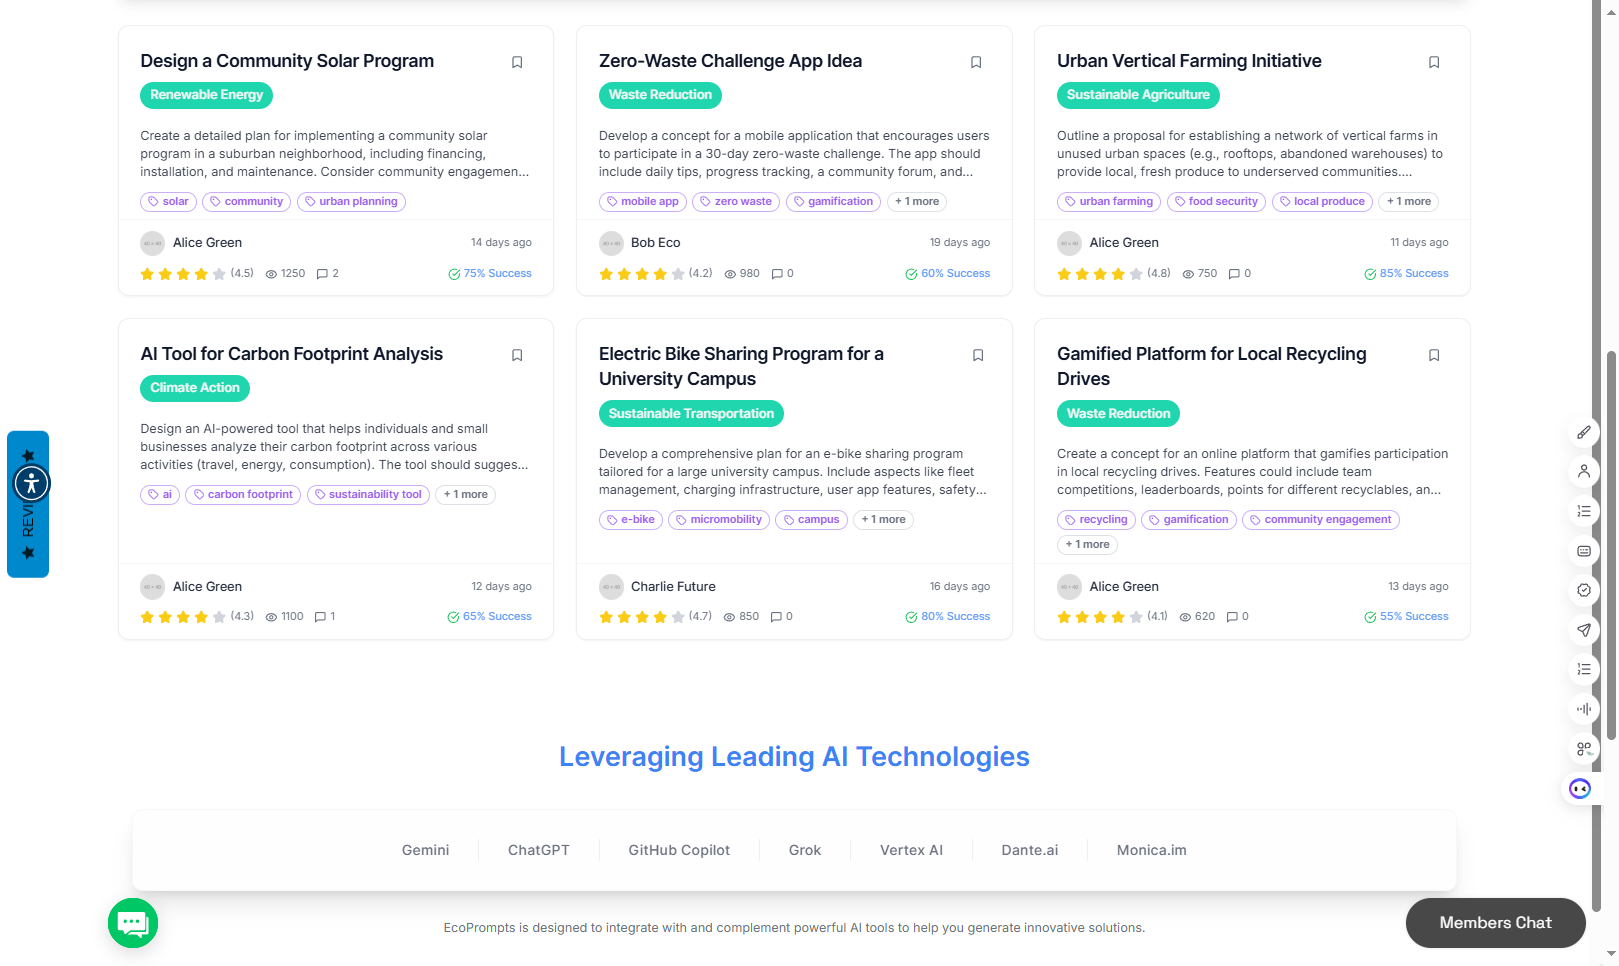 Design a Community Solar Program
Renewable Energy
Create a detailed plan for implementing a community solar
program in a suburban neighborhood, including financing,
installation, and maintenance. Consider community engagemen...
solar
community
urban planning
Alice Green
14 days ago
(4.5)
1250
2
75% Success
Zero-Waste Challenge App Idea
Waste Reduction
Develop a concept for a mobile application that encourages users
to participate in a 30-day zero-waste challenge. The app should
include daily tips, progress tracking, a community forum, and...
mobile app
zero waste
gamification
+ 1 more
Bob Eco
19 days ago
(4.2)
980
0
60% Success
Urban Vertical Farming Initiative
Sustainable Agriculture
Outline a proposal for establishing a network of vertical farms in
unused urban spaces (e.g., rooftops, abandoned warehouses) to
provide local, fresh produce to underserved communities....
urban farming
food security
local produce
+ 1 more
Alice Green
11 days ago
(4.8)
750
0
85% Success
AI Tool for Carbon Footprint Analysis
Climate Action
Design an AI-powered tool that helps individuals and small
businesses analyze their carbon footprint across various
activities (travel, energy, consumption). The tool should sugges...
ai
carbon footprint
sustainability tool
+ 1 more
Alice Green
12 days ago
(4.3)
1100
1
65% Success
Electric Bike Sharing Program for a
University Campus
Sustainable Transportation
Develop a comprehensive plan for an e-bike sharing program
tailored for a large university campus. Include aspects like fleet
management, charging infrastructure, user app features, safety...
e-bike
micromobility
campus
+ 1 more
Charlie Future
16 days ago
(4.7)
850
0
80% Success
Gamified Platform for Local Recycling
Drives
Waste Reduction
Create a concept for an online platform that gamifies participation
in local recycling drives. Features could include team
competitions, leaderboards, points for different recyclables, an...
recycling
gamification
community engagement
+ 1 more
Alice Green
13 days ago
(4.1)
620
0
55% Success
REVI
Leveraging Leading AI Technologies
Gemini
ChatGPT
GitHub Copilot
Grok
Vertex AI
Dante.ai
Monica.im
EcoPrompts is designed to integrate with and complement powerful AI tools to help you generate innovative solutions.
Members Chat